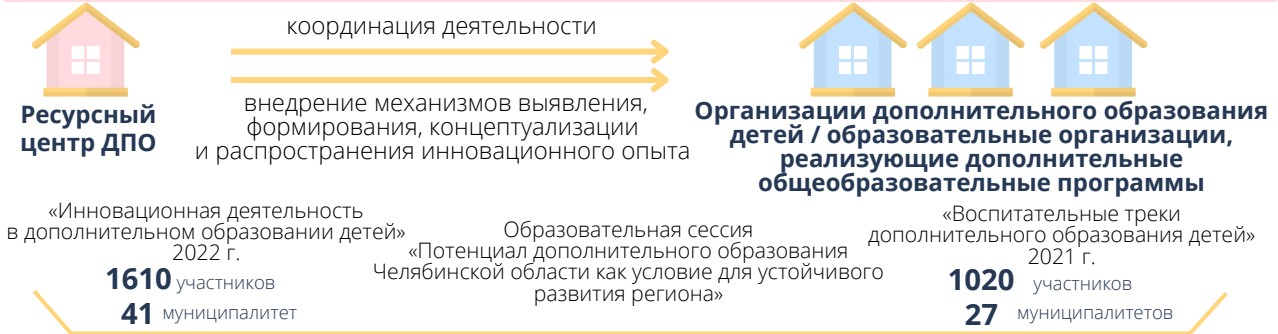 координация деятельности
внедрение механизмов выявления,
формирования, концептуализации
и распространения инновационного опыта
Ресурсный
центр ДПО
Организации дополнительного образования
детей / образовательные организации,
реализующие дополнительные
общеобразовательные программы
«Инновационная деятельность
в дополнительном образовании детей»
2022 г.
1610 участников
41 муниципалитет
Образовательная сессия
«Потенциал дополнительного образования
Челябинской области как условие для устойчивого
развития региона»
«Воспитательные треки
дополнительного образования детей»
2021 г.
1020 участников
27 муниципалитетов